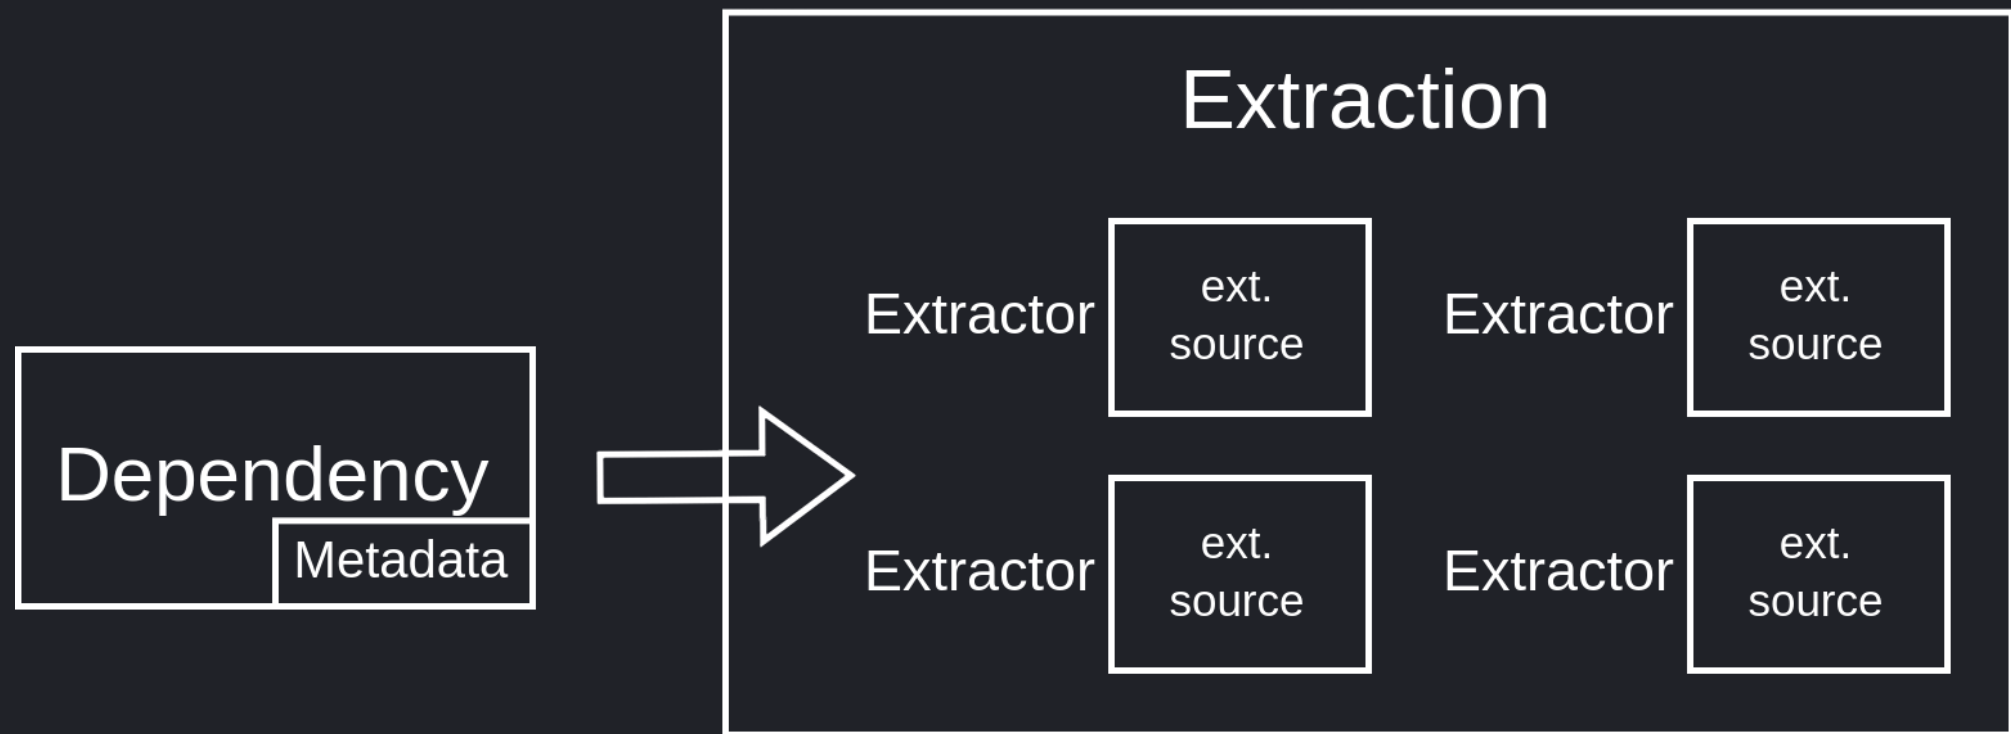 Extraction
Extractor
ext.
source
Extractor
ext.
source
Dependency
Metadata
Extractor
ext.
source
Extractor
ext.
source